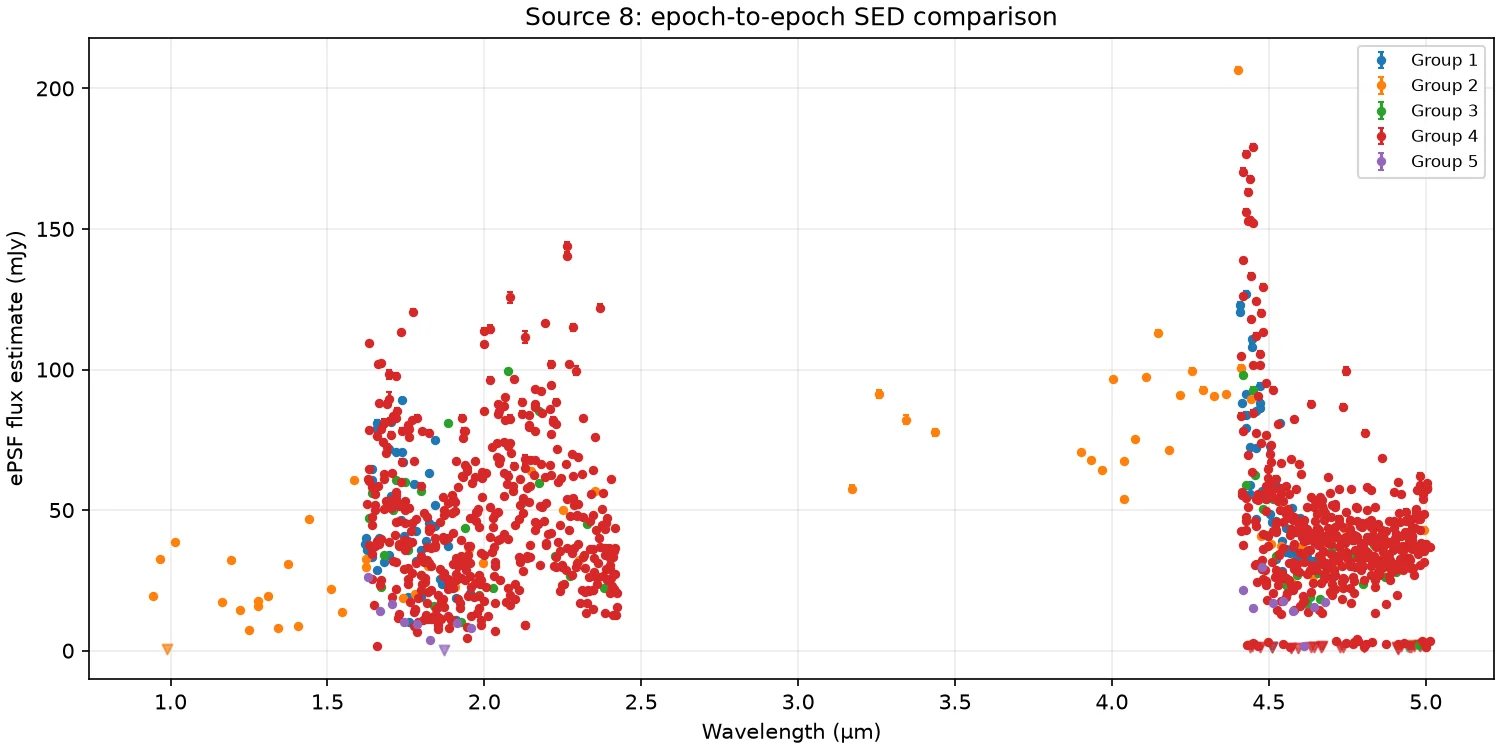 Source 8: epoch-to-epoch SED comparison
200
150
100
50
0
ePSF flux estimate (mJy)
Group 1
Group 2
Group 3
Group 4
Group 5
1.0 1.5 2.0 2.5 3.0 3.5 4.0 4.5 5.0
Wavelength (μm)